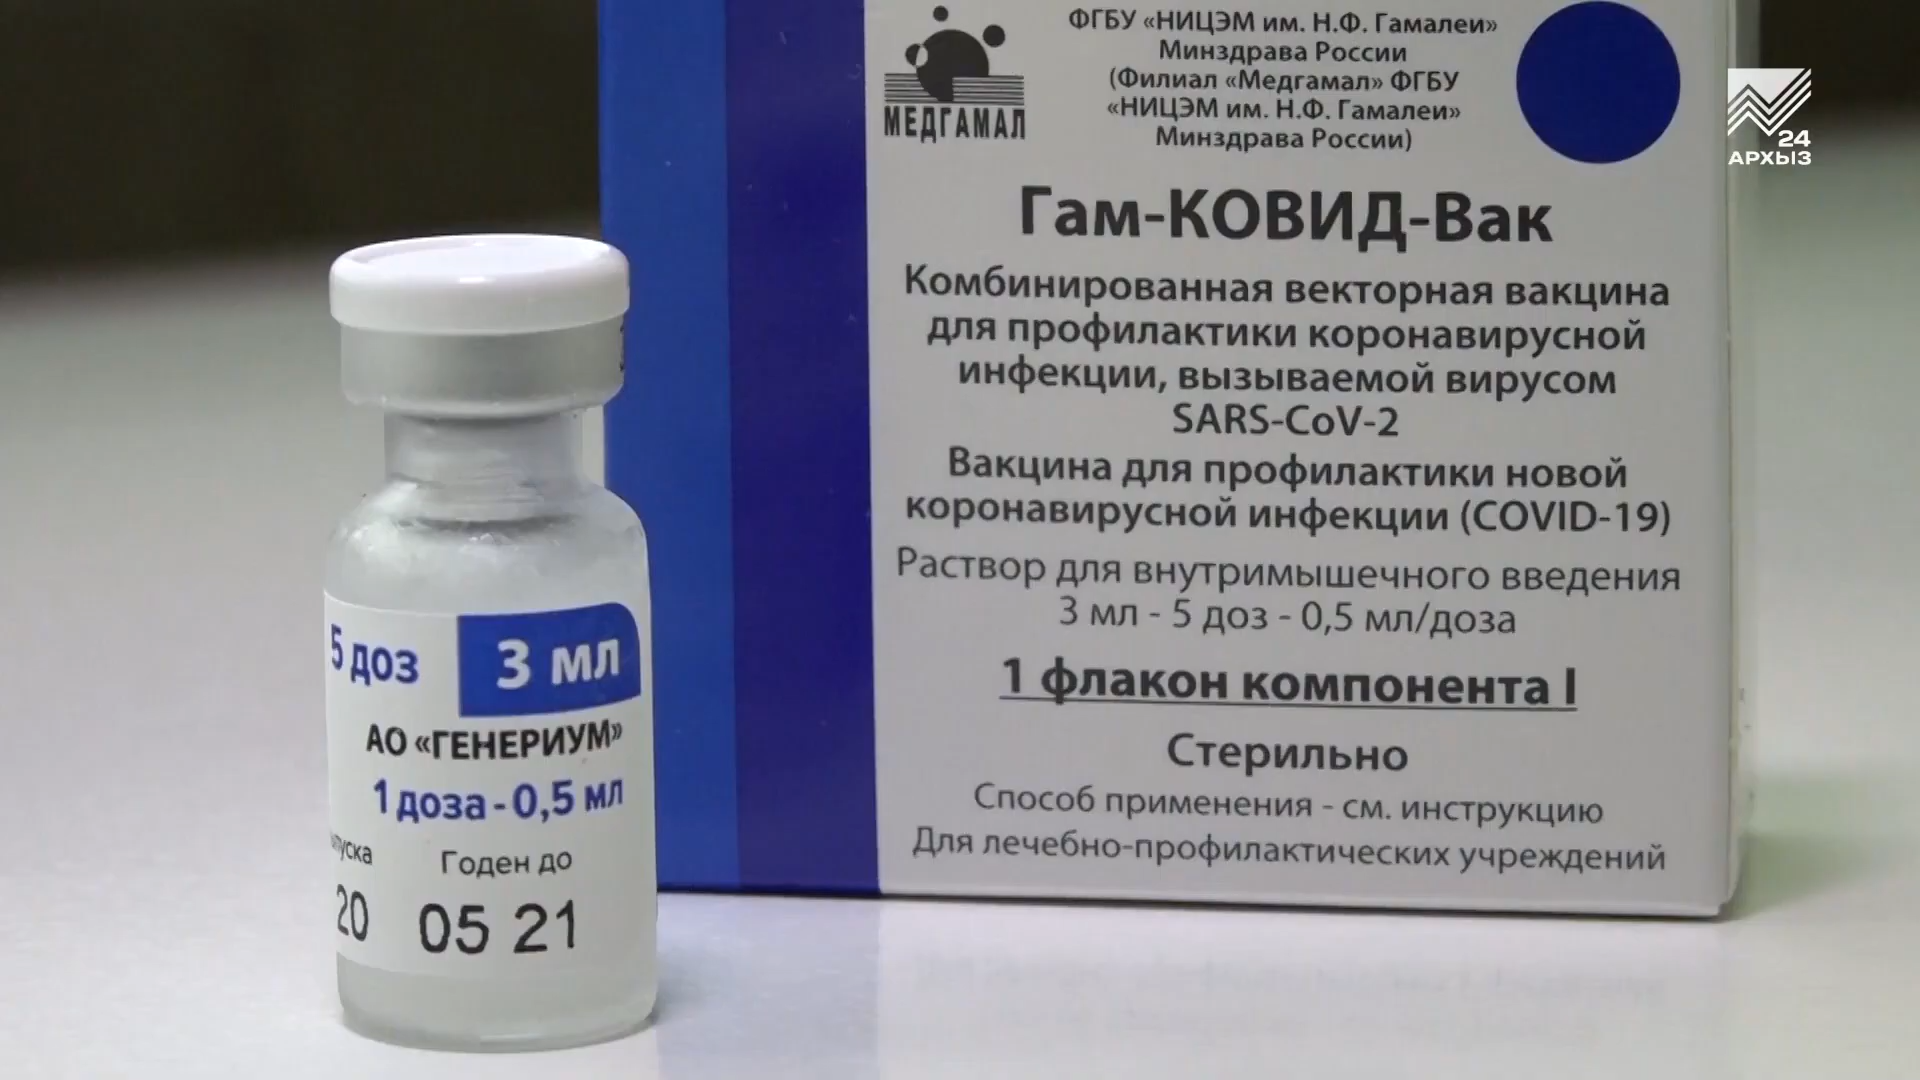 ФГБУ «НИЦЭМ им. Н.Ф. Гамалеи»
Минздрава России
(Филиал «Медгамал» ФГБУ
«НИЦЭМ им. Н.Ф. Гамалеи»
Минздрава России)
МЕДГАМАЛ
24
АРХЫЗ
Гам-КОВИД-Вак
Комбинированная векторная вакцина
для профилактики коронавирусной
инфекции, вызываемой вирусом
SARS-CoV-2
Вакцина для профилактики новой
коронавирусной инфекции (COVID-19)
Раствор для внутримышечного введения
3 мл - 5 доз - 0,5 мл/доза
1 флакон компонента I
Стерильно
Способ применения - см. инструкцию
Для лечебно-профилактических учреждений
5 доз 3 мл
АО «ГЕНЕРИУМ»
1 доза - 0,5 мл
Годен до
20 05 21